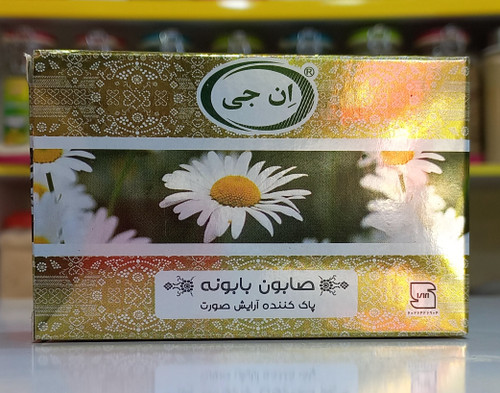 اِن جی
®
صابون بابونه
پاک کننده آرایش صورت